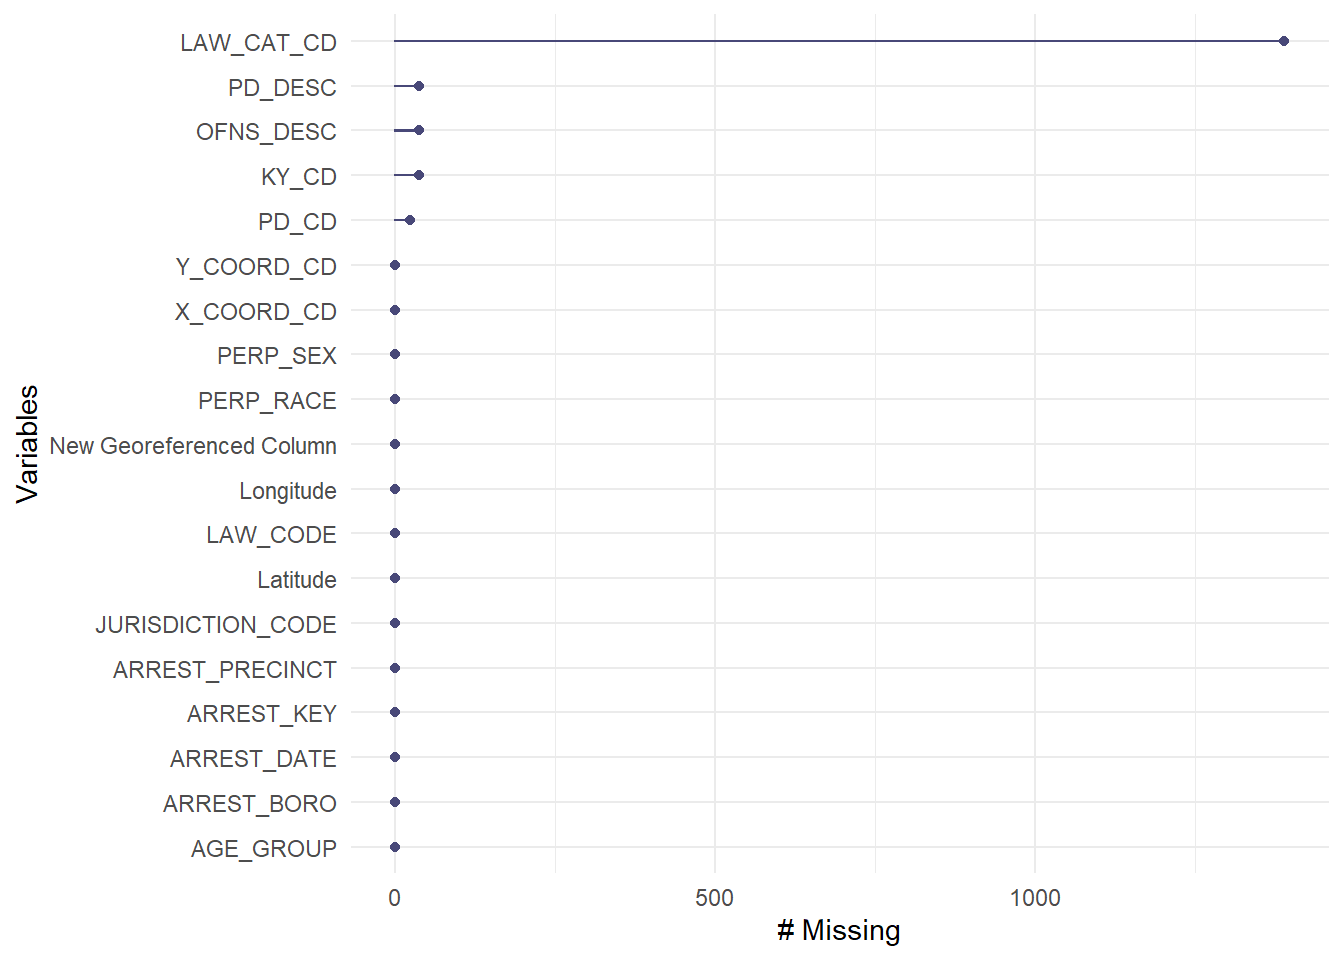 LAW_CAT_CD
PD_DESC
OFNS_DESC
KY_CD
PD_CD
Y_COORD_CD
X_COORD_CD
PERP_SEX
PERP_RACE
New Georeferenced Column
Longitude
LAW_CODE
Latitude
JURISDICTION_CODE
ARREST_PRECINCT
ARREST_KEY
ARREST_DATE
ARREST_BORO
AGE_GROUP
Variables
0 500 1000
# Missing